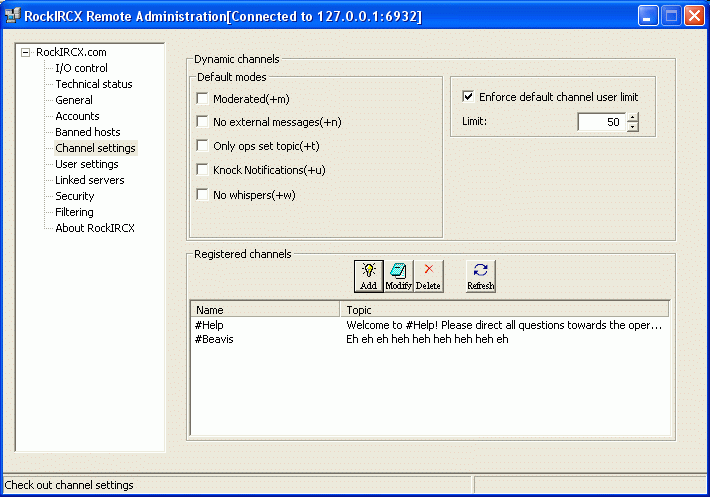 RockIRCX Remote Administration[Connected to 127.0.0.1:6932]
RockIRCX.com
I/O control
Technical status
General
Accounts
Banned hosts
Channel settings
User settings
Linked servers
Security
Filtering
About RockIRCX
Dynamic channels
Default modes
Moderated(+m)
No external messages(+n)
Only ops set topic(+t)
Knock Notifications(+u)
No whispers(+w)
Enforce default channel user limit
Limit: 50
Registered channels
Add Modify Delete Refresh
Name Topic
#Help Welcome to #Help! Please direct all questions towards the oper...
#Beavis Eh eh eh heh heh heh heh heh eh
Check out channel settings